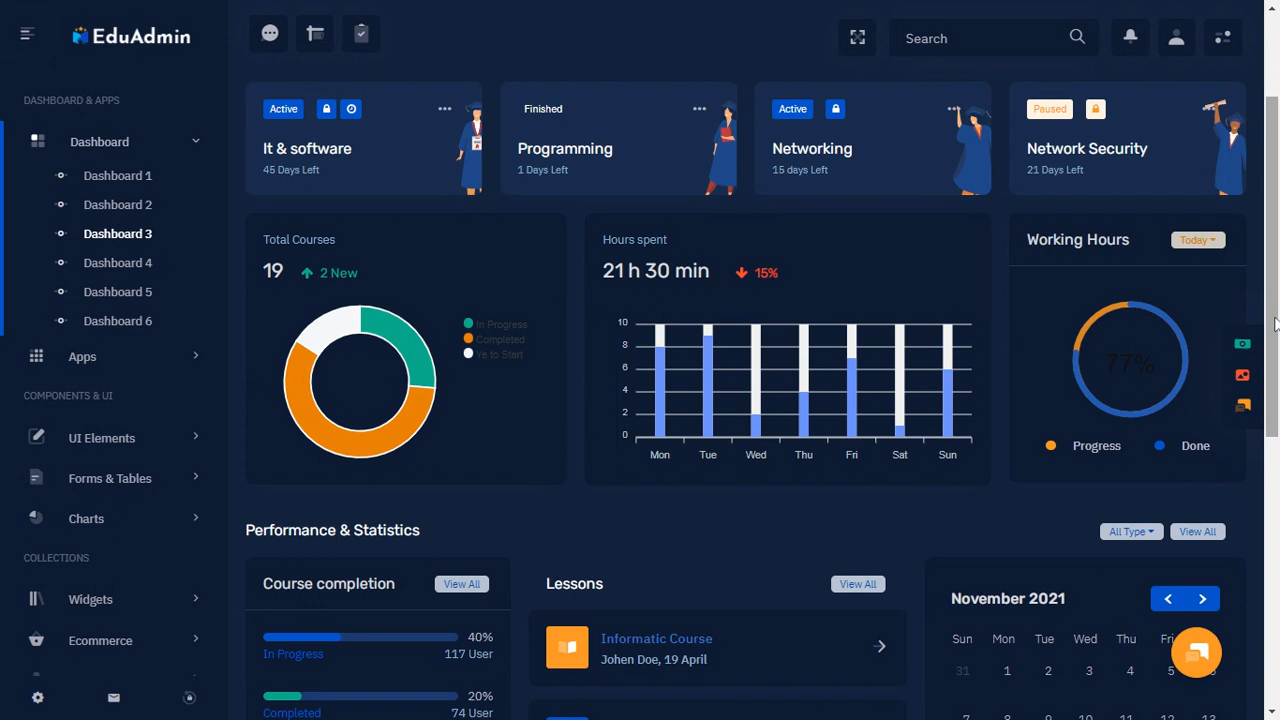 EduAdmin
Search
DASHBOARD & APPS
Dashboard
Dashboard 1
Dashboard 2
Dashboard 3
Dashboard 4
Dashboard 5
Dashboard 6
Apps
COMPONENTS & UI
UI Elements
Forms & Tables
Charts
COLLECTIONS
Widgets
Ecommerce
Active
It & software
45 Days Left
Finished
Programming
1 Days Left
Active
Networking
15 days Left
Paused
Network Security
21 Days Left
Total Courses
19 2 New
In Progress
Completed
Ye to Start
Hours spent
21 h 30 min 15%
10
8
6
4
2
0
Mon Tue Wed Thu Fri Sat Sun
Working Hours Today
77%
Progress Done
Performance & Statistics All Type View All
Course completion View All
40%
In Progress 117 User
20%
Completed 74 User
Lessons View All
Informatic Course
Johen Doe, 19 April
November 2021
Sun Mon Tue Wed Thu Fri
31 1 2 3 4 5